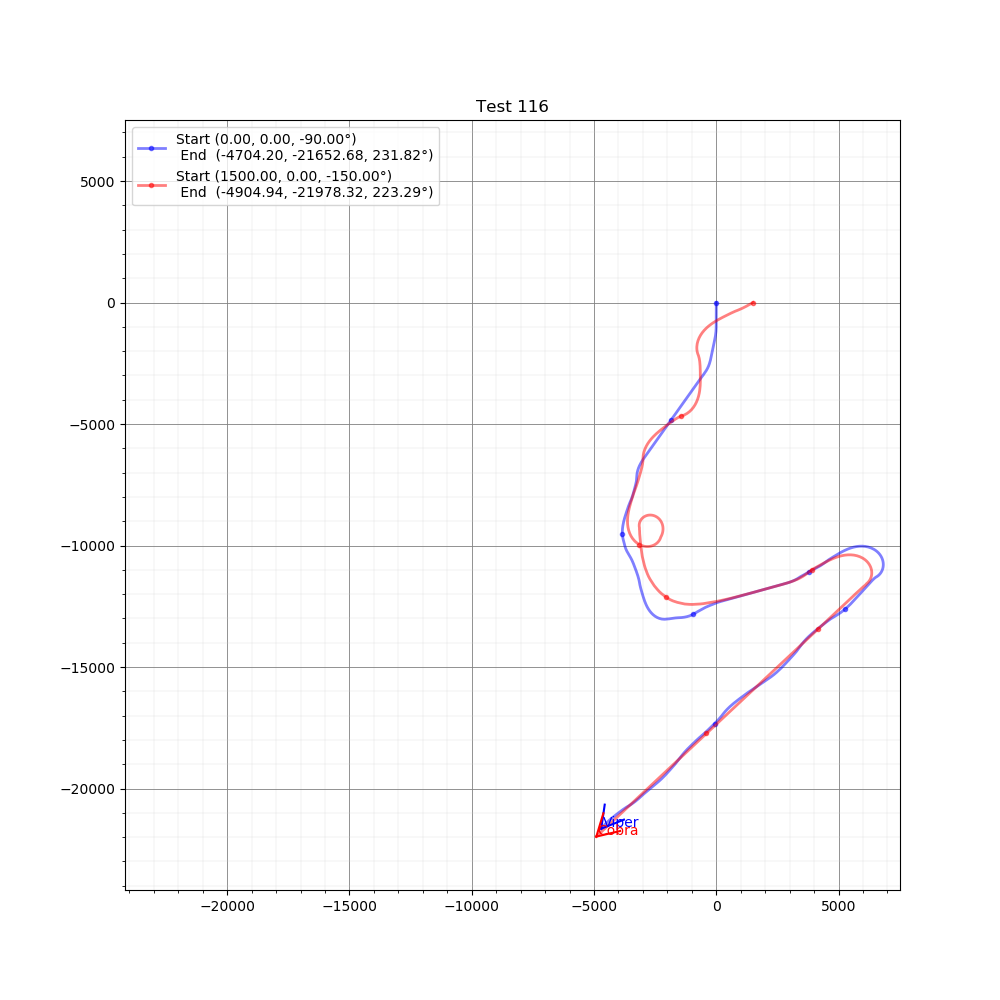 Test 116
Start (0.00, 0.00, -90.00°)
End (-4704.20, -21652.68, 231.82°)
Start (1500.00, 0.00, -150.00°)
End (-4904.94, -21978.32, 223.29°)
5000
0
−5000
−10000
−15000
−20000
Viper
Cobra
−20000 −15000 −10000 −5000 0 5000